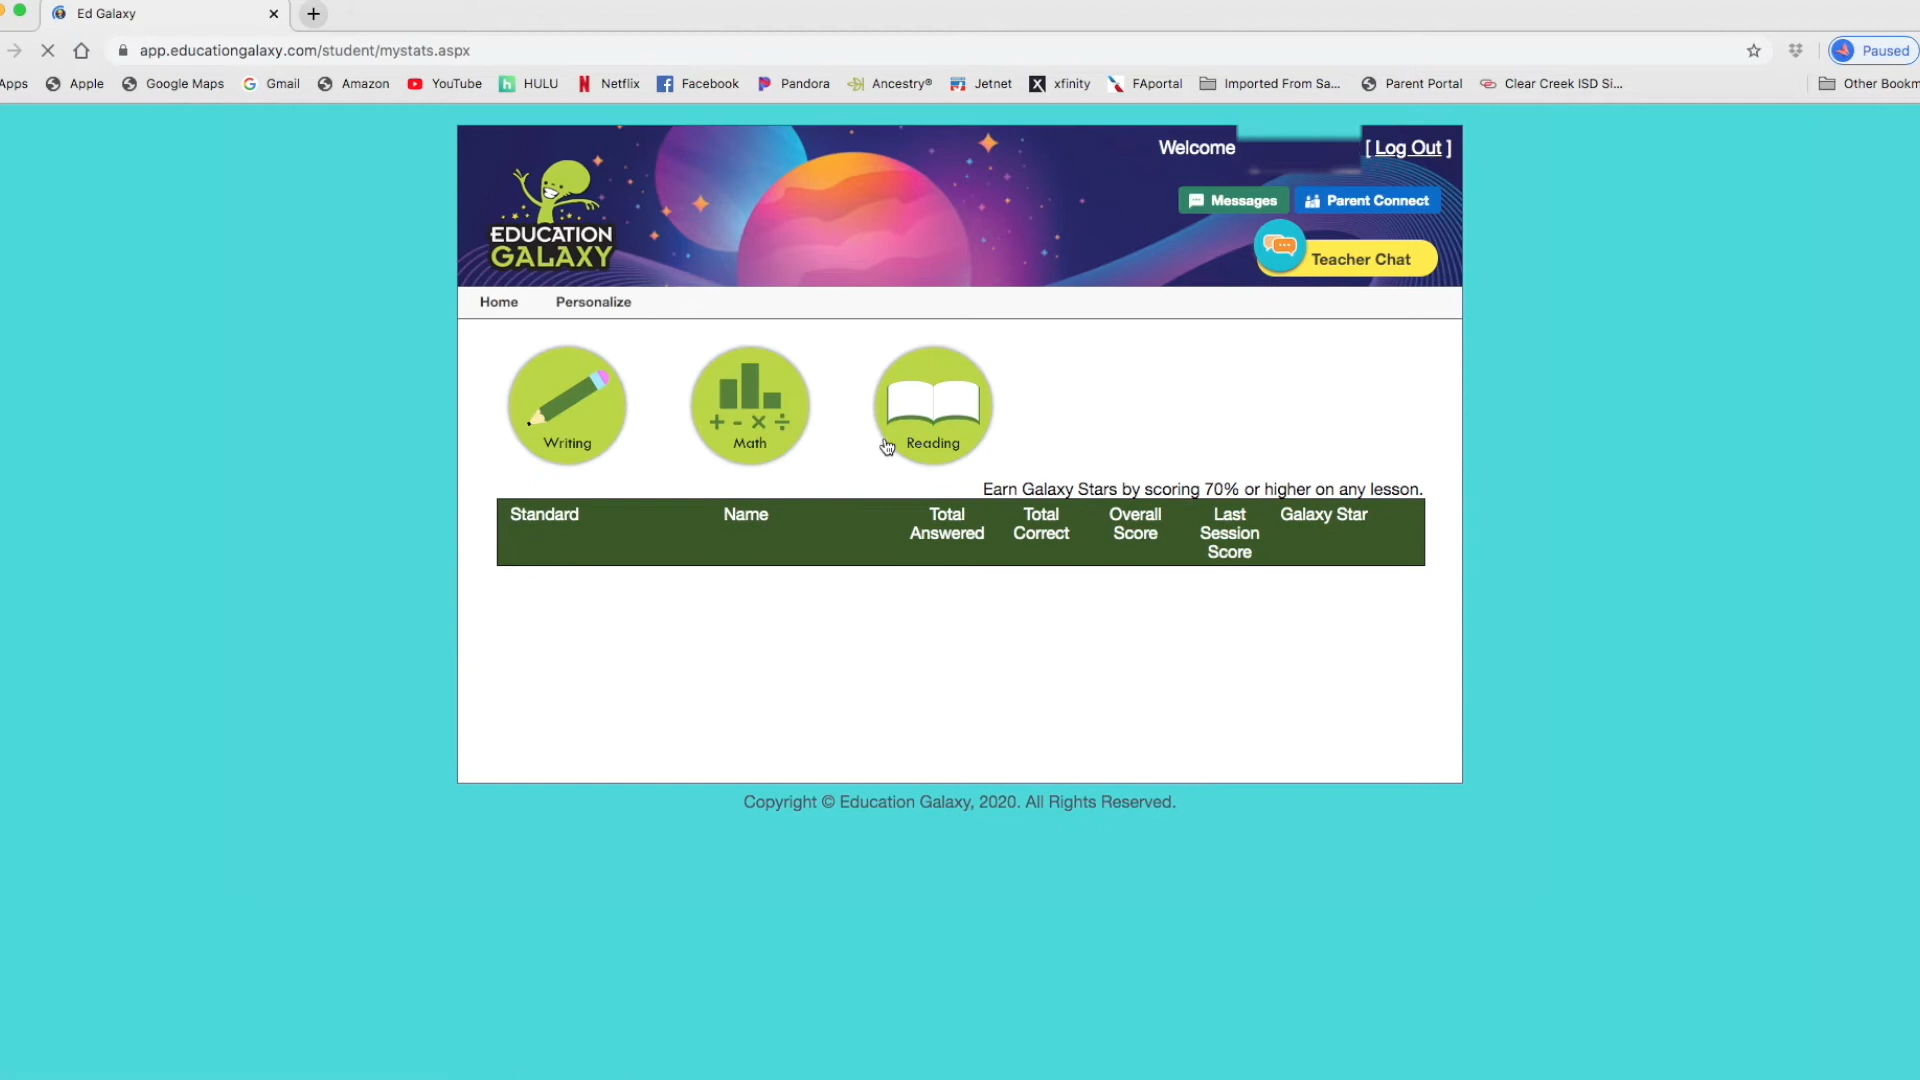 Ed Galaxy
app.educationgalaxy.com/student/mystats.aspx
Paused
Apps Apple Google Maps Gmail Amazon YouTube HULU Netflix Facebook Pandora Ancestry® Jetnet xfinity FAportal Imported From Sa... Parent Portal Clear Creek ISD Si... Other Bookm
Welcome [ Log Out ]
Messages Parent Connect
EDUCATION
GALAXY
Teacher Chat
Home Personalize
Writing Math Reading
Earn Galaxy Stars by scoring 70% or higher on any lesson.
Standard Name Total Total Overall Last Galaxy Star
Answered Correct Score Session
Score
Copyright © Education Galaxy, 2020. All Rights Reserved.